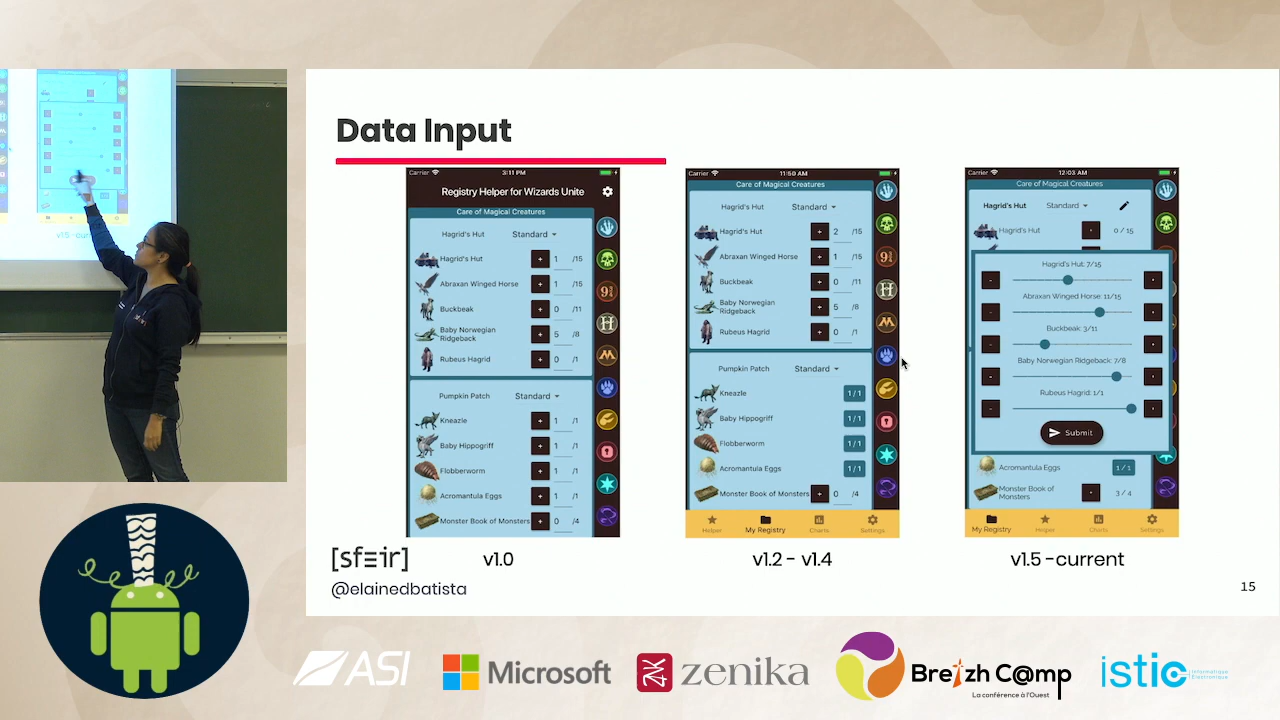 Data Input
Carrier 3:11 PM
Registry Helper for Wizards Unite
Care of Magical Creatures
Hagrid's Hut Standard
Hagrid's Hut + 1 /15
Abraxan Winged Horse + 1 /15
Buckbeak + 0 /11
Baby Norwegian
Ridgeback + 5 /8
Rubeus Hagrid + 0 /1
Pumpkin Patch Standard
Kneazle + 1 /1
Baby Hippogriff + 1 /1
Flobberworm + 1 /1
Acromantula Eggs + 1 /1
Monster Book of Monsters + 0 /4
v1.0
Carrier 11:50 AM
Care of Magical Creatures
Hagrid's Hut Standard
Hagrid's Hut + 2 /15
Abraxan Winged Horse + 1 /15
Buckbeak + 0 /11
Baby Norwegian
Ridgeback + 5 /8
Rubeus Hagrid + 0 /1
Pumpkin Patch Standard
Kneazle 1 / 1
Baby Hippogriff 1 / 1
Flobberworm 1 / 1
Acromantula Eggs 1 / 1
Monster Book of Monsters + 0 /4
Helper My Registry Charts Settings
v1.2 - v1.4
Carrier 12:03 AM
Care of Magical Creatures
Hagrid's Hut Standard
Hagrid's Hut + 0 / 15
Hagrid's Hut: 7/15
Abraxan Winged Horse: 11/15
Buckbeak: 3/11
Baby Norwegian Ridgeback: 7/8
Rubeus Hagrid: 1/1
Submit
Acromantula Eggs 1 / 1
Monster Book of
Monsters + 3 / 4
My Registry Helper Charts Settings
v1.5 -current
[sfeir]
@elainedbatista
15
ASI
Microsoft
zenika
Breizh C@mp
La conférence à l'Ouest
istic
Informatique
Electronique